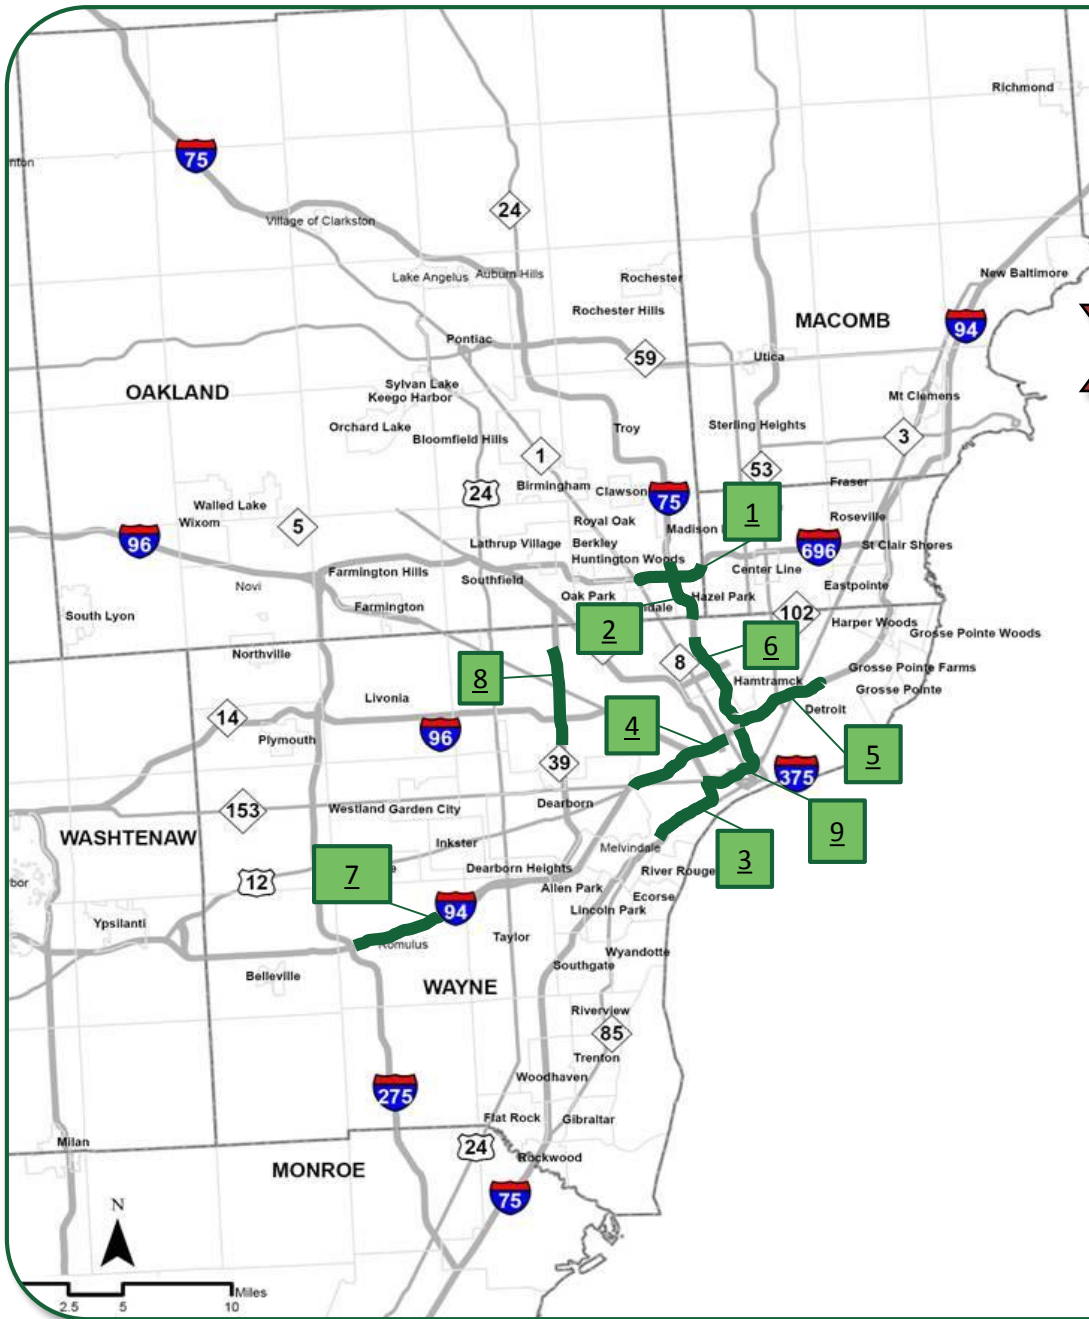 Richmond
nton
75
24
Village of Clarkston
New Baltimore
Lake Angelus
Auburn Hills
Rochester
Rochester Hills
MACOMB
94
Pontiac
59
Utica
OAKLAND
Sylvan Lake
Keego Harbor
Mt Clemens
Orchard Lake
Bloomfield Hills
Troy
Sterling Heights
3
1
53
Birmingham
Clawson
75
24
Fraser
Walled Lake
Wixom
5
1
Roseville
Royal Oak
Madison
96
Lathrup Village
Berkley
696
St Clair Shores
Huntington Woods
Center Line
Farmington Hills
Southfield
Novi
Eastpointe
Oak Park
Hazel Park
Farmington
dale
102
South Lyon
2
Harper Woods
Grosse Pointe Woods
6
Northville
8
8
Grosse Pointe Farms
Hamtramck
Livonia
Grosse Pointe
14
4
Detroit
Plymouth
96
5
39
375
Dearborn
153
Westland
Garden City
WASHTENAW
9
Inkster
Melvindale
3
Dearborn Heights
River Rouge
7
e
12
bor
Allen Park
Ecorse
94
Lincoln Park
Ypsilanti
Taylor
Romulus
Wyandotte
Belleville
Southgate
WAYNE
Riverview
85
Trenton
Woodhaven
275
Flat Rock
Gibraltar
Milan
24
Rockwood
MONROE
75
N
Miles
2.5
5
10